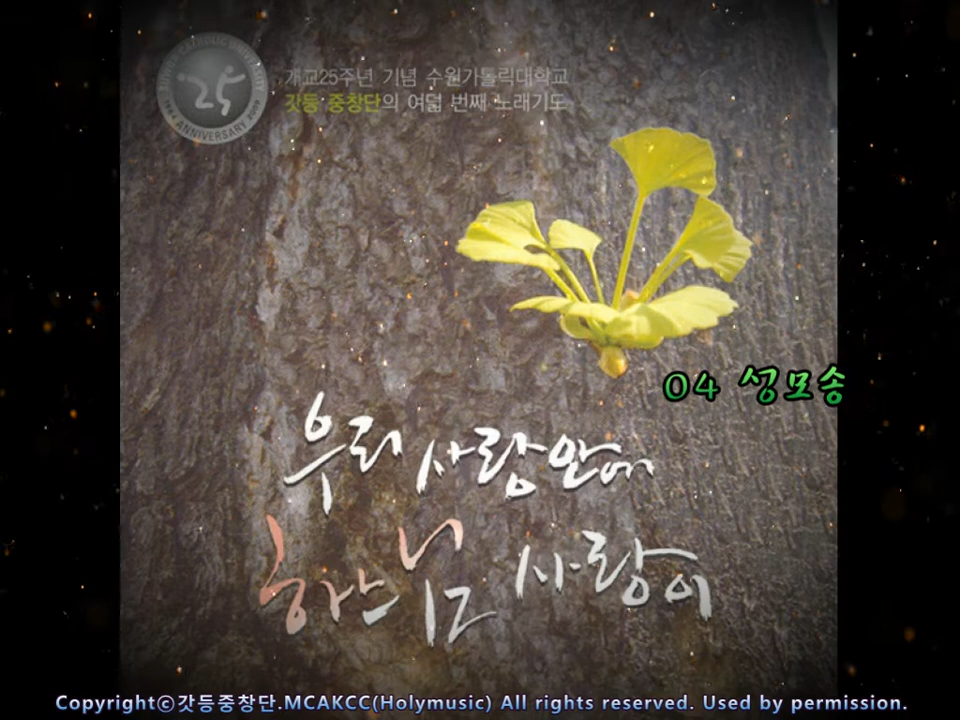 25
ANNIVERSARY
개교25주년 기념 수원가톨릭대학교
갓등 중창단의 여덟 번째 노래기도
04 성모송
우리 사랑안에
하느님 사랑이
Copyright©갓등중창단.MCAKCC(Holymusic) All rights reserved. Used by permission.